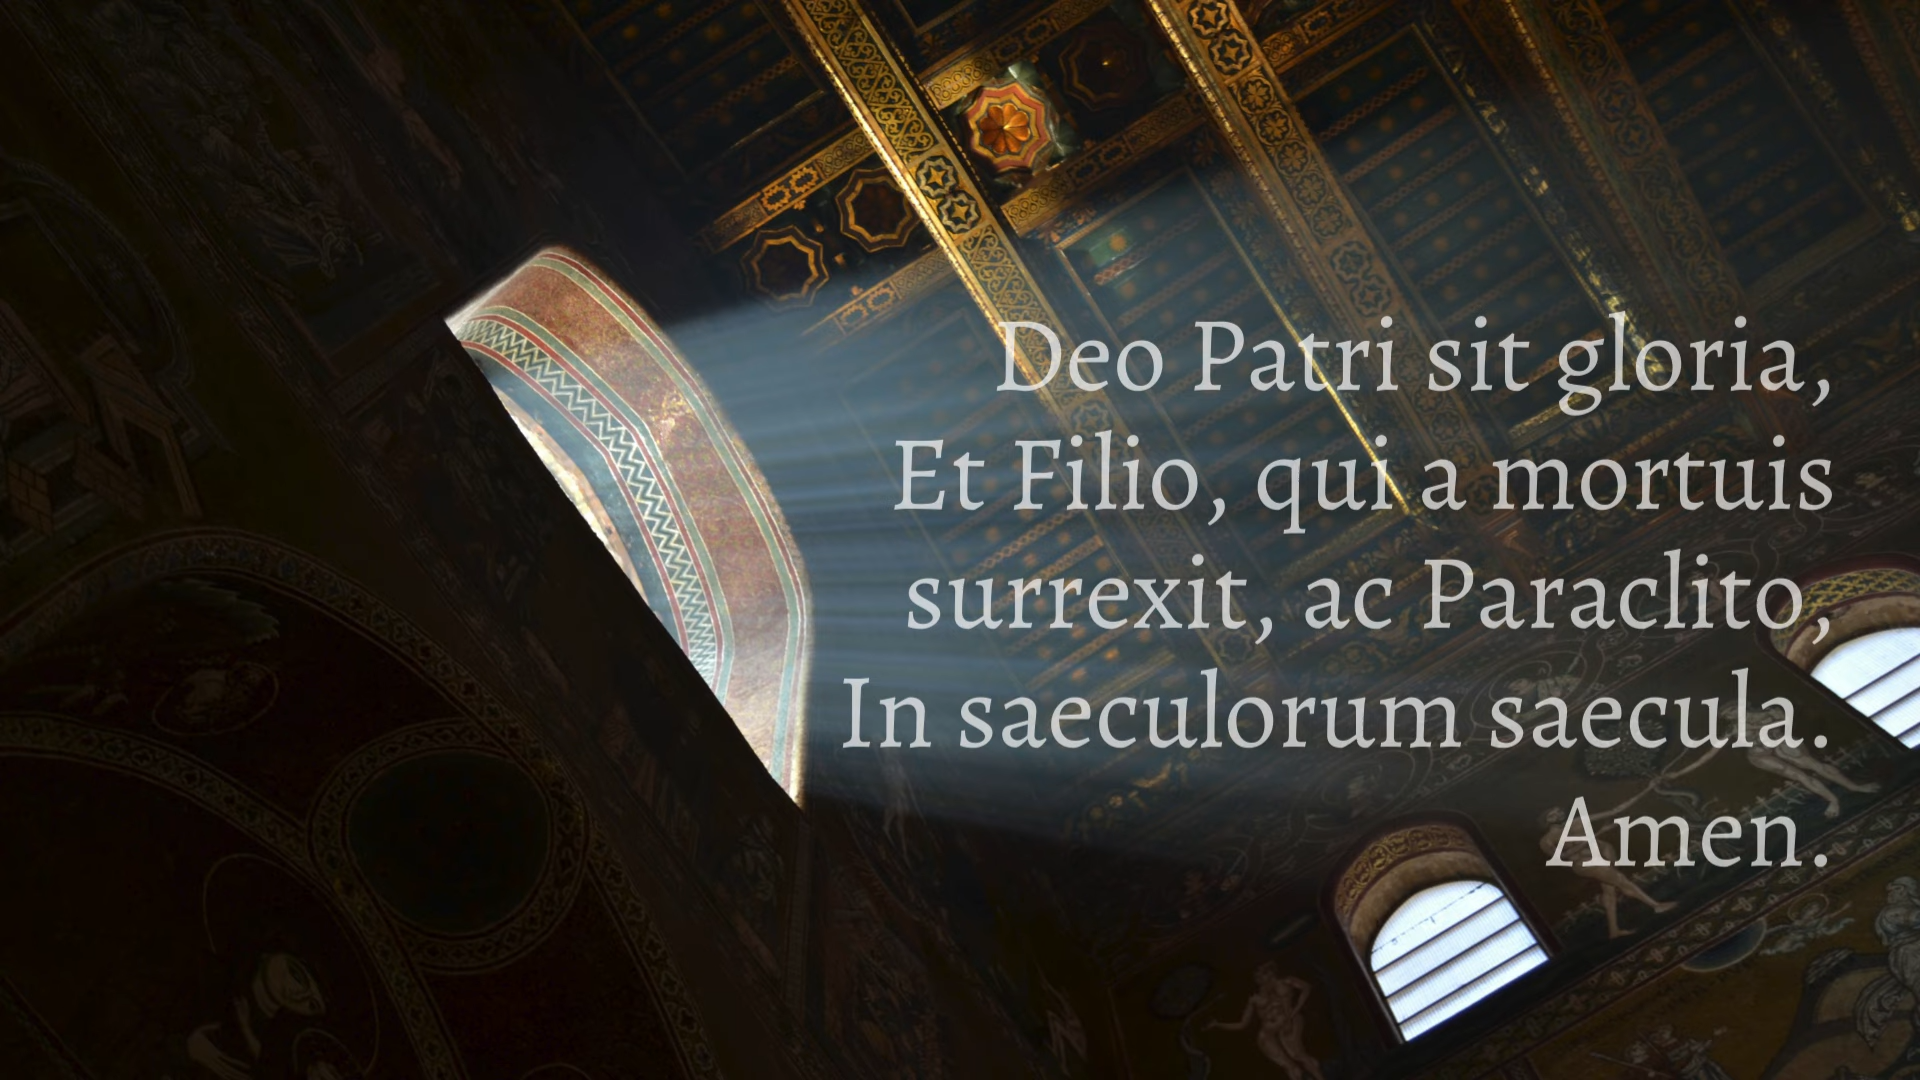 Deo Patri sit gloria,
Et Filio, qui a mortuis
surrexit, ac Paraclito,
In saeculorum saecula.
Amen.